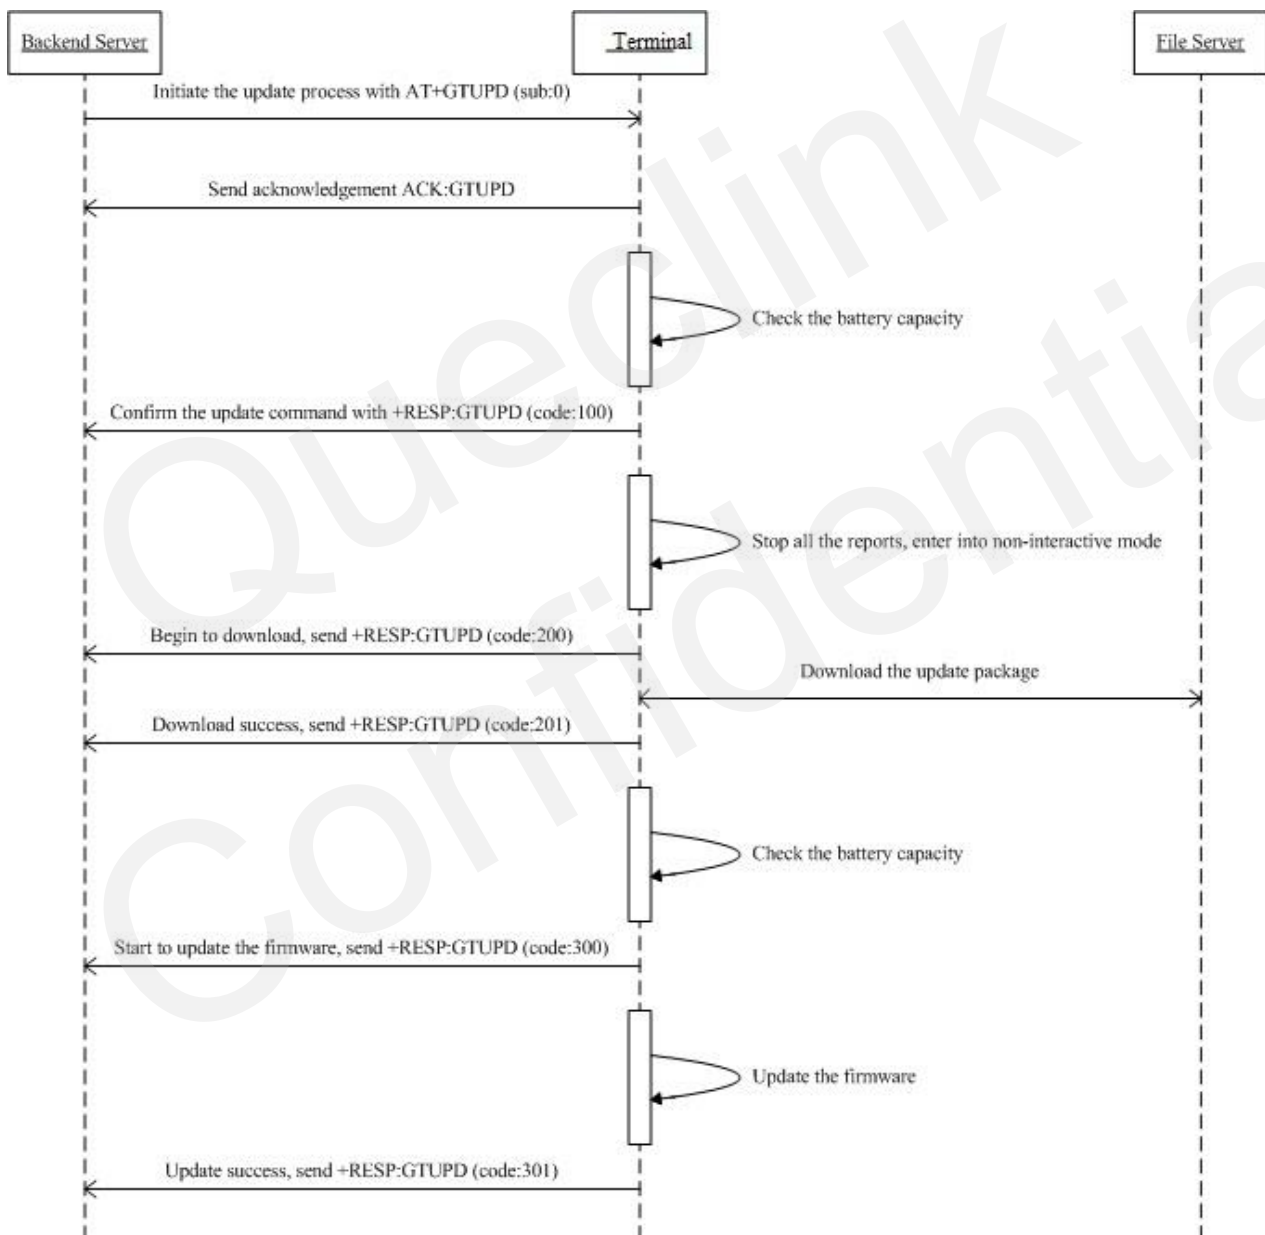 Backend Server
Terminal
File Server
Initiate the update process with AT+GTUPD (sub:0)
Send acknowledgement ACK:GTUPD
Check the battery capacity
Confirm the update command with +RESP:GTUPD (code:100)
Stop all the reports, enter into non-interactive mode
Begin to download, send +RESP:GTUPD (code:200)
Download the update package
Download success, send +RESP:GTUPD (code:201)
Check the battery capacity
Start to update the firmware, send +RESP:GTUPD (code:300)
Update the firmware
Update success, send +RESP:GTUPD (code:301)
Queclink
Confidentia